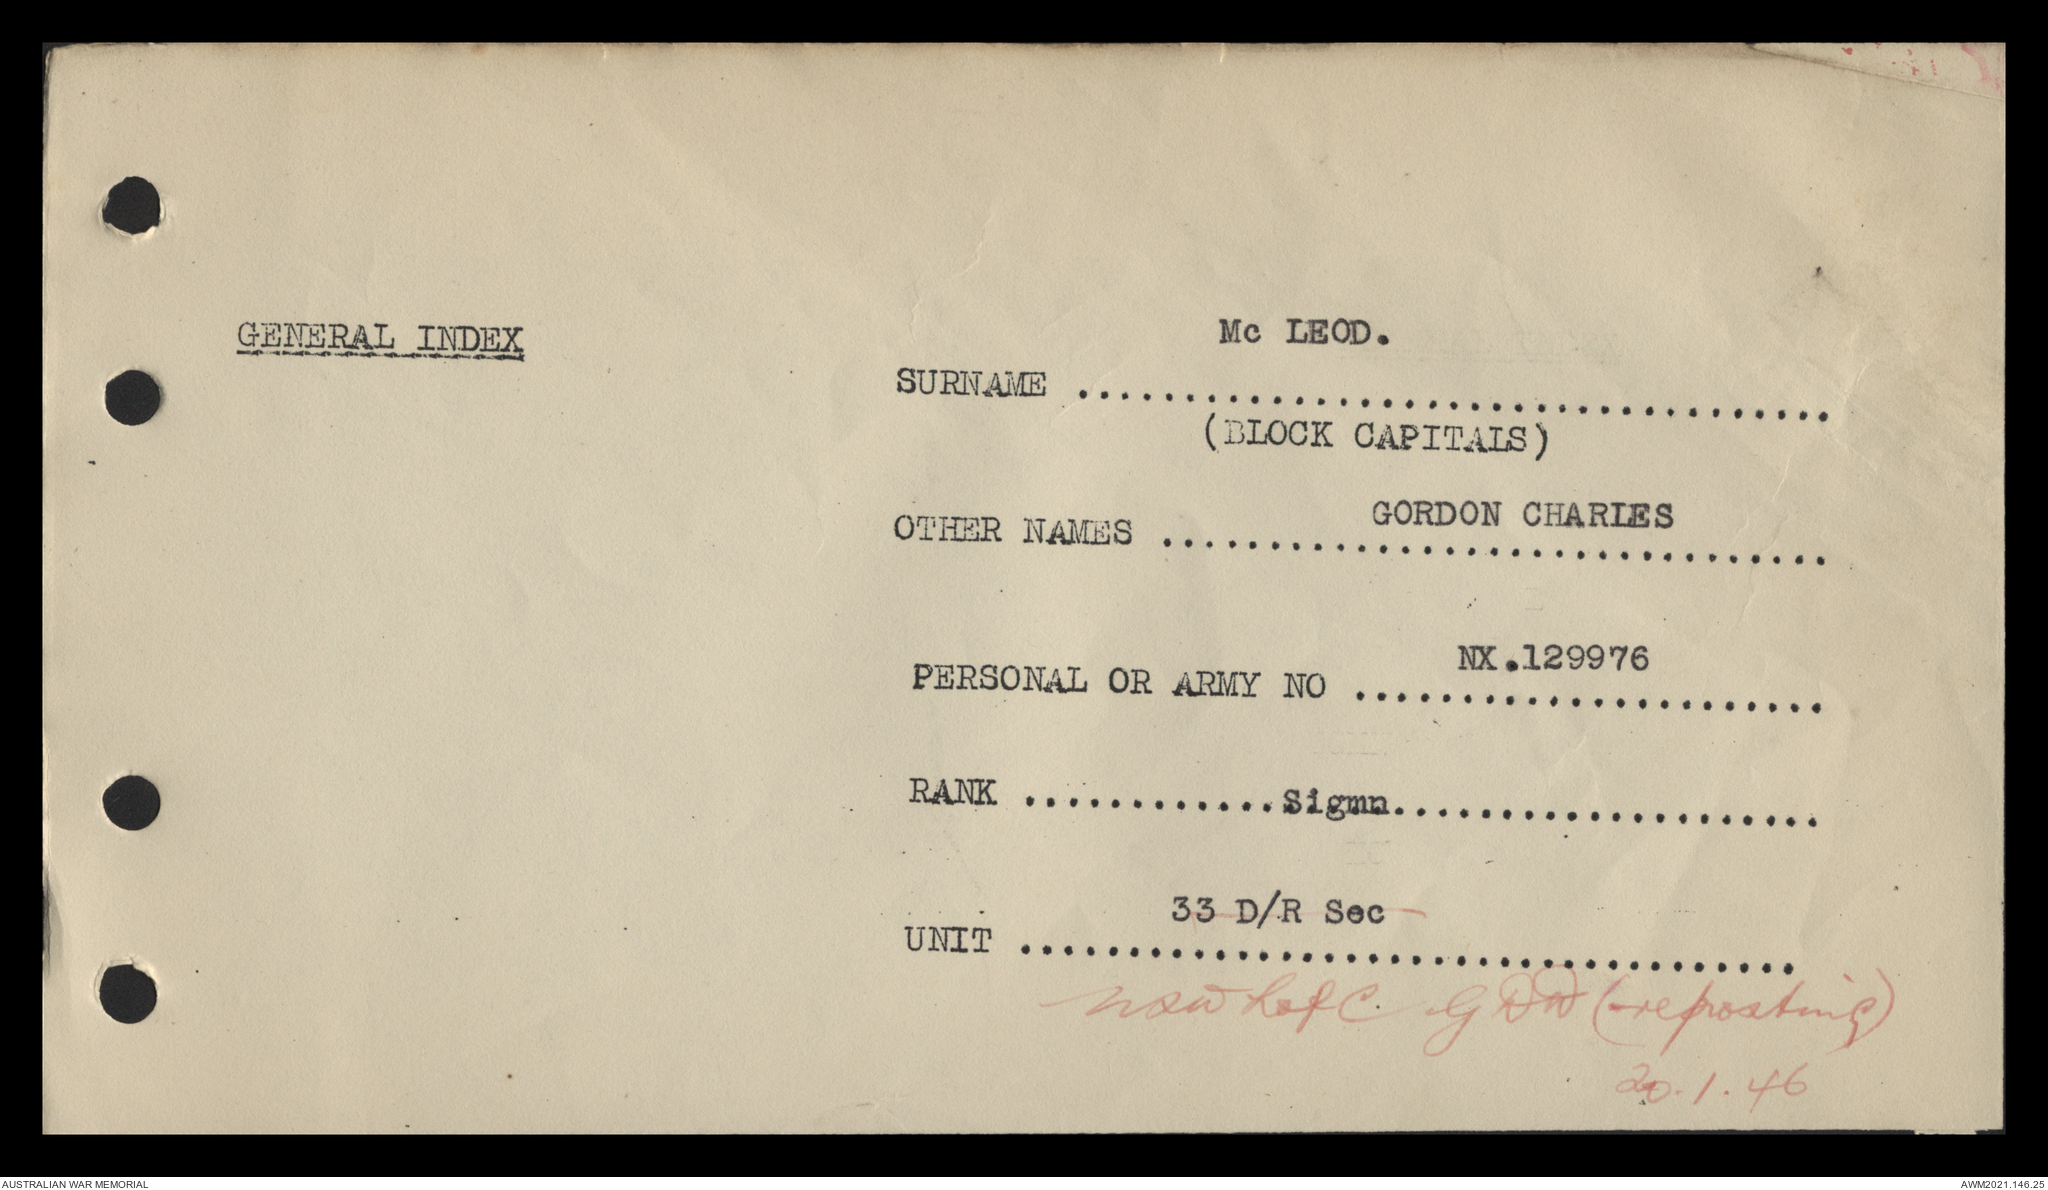 GENERAL INDEX
Mc LEOD.
SURNAME ...................................
(BLOCK CAPITALS)
GORDON CHARLES
OTHER NAMES ...............................
NX.129976
PERSONAL OR ARMY NO ......................
RANK ............Sigmn....................
33 D/R Sec
UNIT ....................................
NSW L of C GDD (reposting)
20.1.46
AUSTRALIAN WAR MEMORIAL
AWM2021.146.25